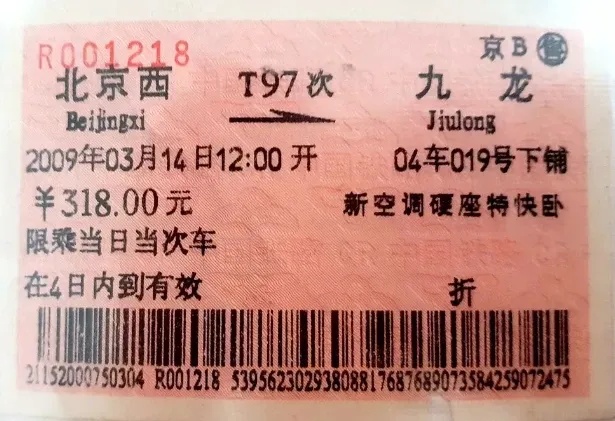 R001218 京B售
北京西 T97次 九龙
Beijingxi Jiulong
2009年03月14日12:00开 04车019号下铺
￥318.00元 新空调硬座特快卧
限乘当日当次车
在4日内到有效 折
21152000750304 R001218 53956230293808817687689073584259072475